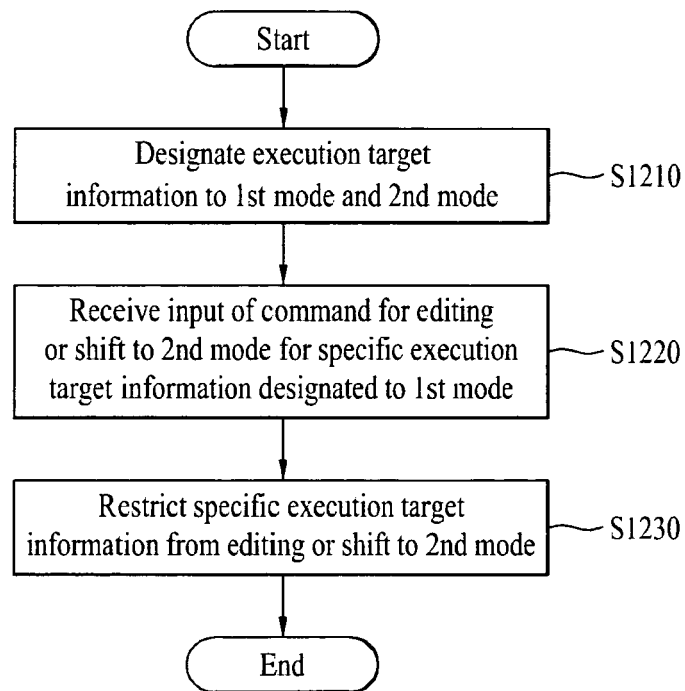 Start
Designate execution target
information to 1st mode and 2nd mode
S1210
Receive input of command for editing
or shift to 2nd mode for specific execution
target information designated to 1st mode
S1220
Restrict specific execution target
information from editing or shift to 2nd mode
S1230
End